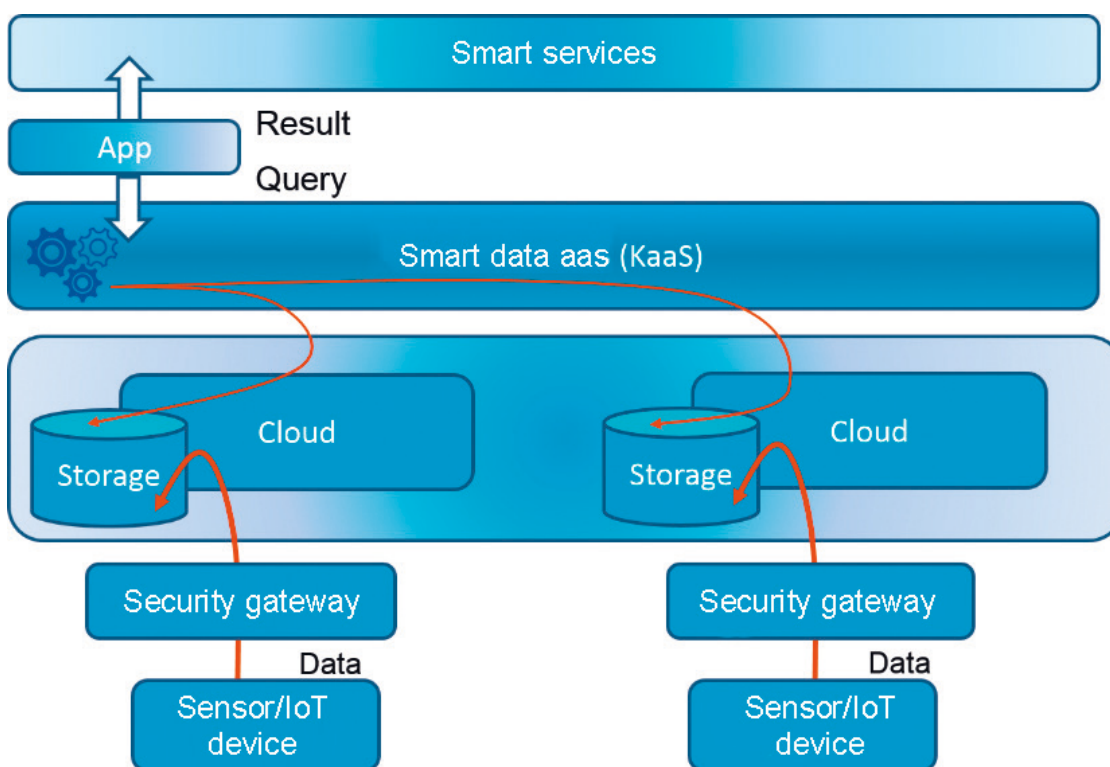 Smart services
Result
App
Query
Smart data aas (KaaS)
Cloud
Storage
Cloud
Storage
Security gateway
Security gateway
Data
Data
Sensor/IoT
device
Sensor/IoT
device